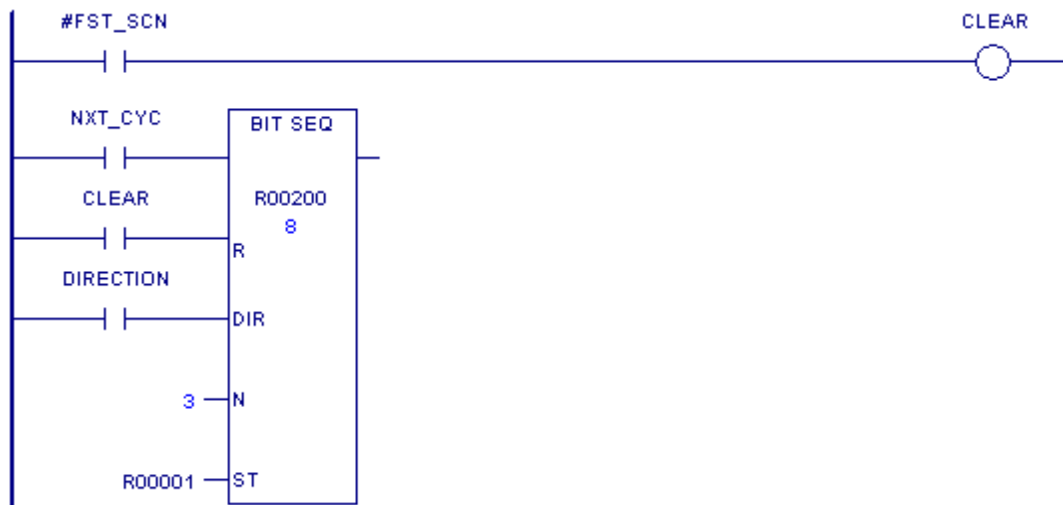 #FST_SCN
CLEAR
NXT_CYC
BIT SEQ
CLEAR
R00200
8
R
DIRECTION
DIR
3
N
R00001
ST